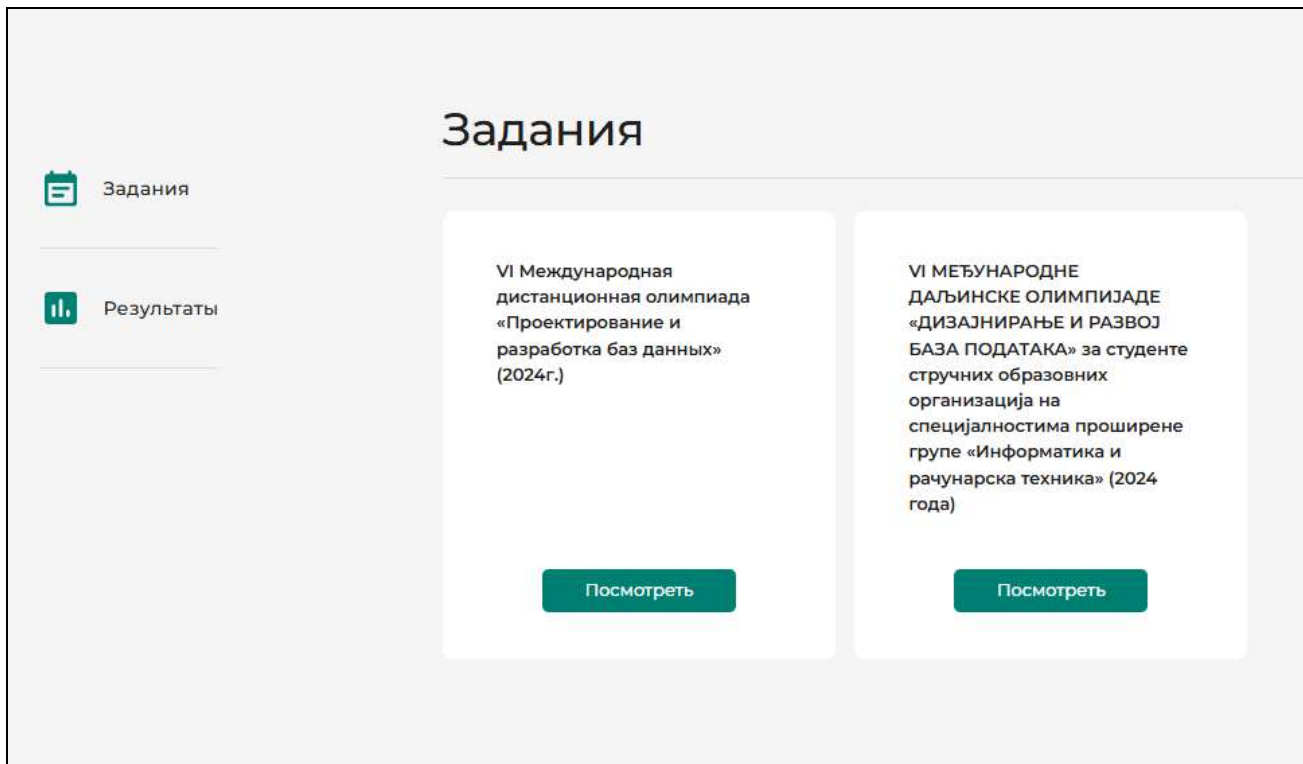 Задания
Задания
Результаты
VI Международная
дистанционная олимпиада
«Проектирование и
разработка баз данных»
(2024г.)
Посмотреть
VI МЕЂУНАРОДНЕ
ДАЉИНСКЕ ОЛИМПИЈАДЕ
«ДИЗАЈНИРАЊЕ И РАЗВОЈ
БАЗА ПОДАТАКА» за студенте
стручних образовних
организација на
специјалностима проширене
групе «Информатика и
рачунарска техника» (2024
года)
Посмотреть